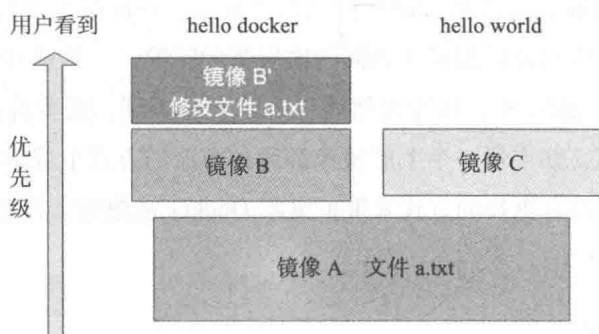 用户看到 hello docker hello world
镜像 B'
修改文件 a.txt
优先级
镜像 B 镜像 C
镜像 A 文件 a.txt